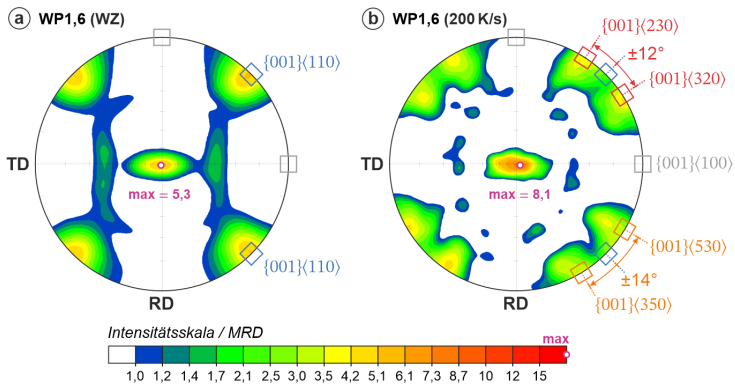 a WP1,6 (WZ)
{001}⟨110⟩
TD
max = 5,3
{001}⟨110⟩
RD
b WP1,6 (200 K/s)
{001}⟨230⟩
±12°
{001}⟨320⟩
TD
{001}⟨100⟩
max = 8,1
{001}⟨530⟩
±14°
{001}⟨350⟩
RD
Intensitätsskala / MRD
max
1,0 1,2 1,4 1,7 2,1 2,5 3,0 3,5 4,2 5,1 6,1 7,3 8,7 10 12 15